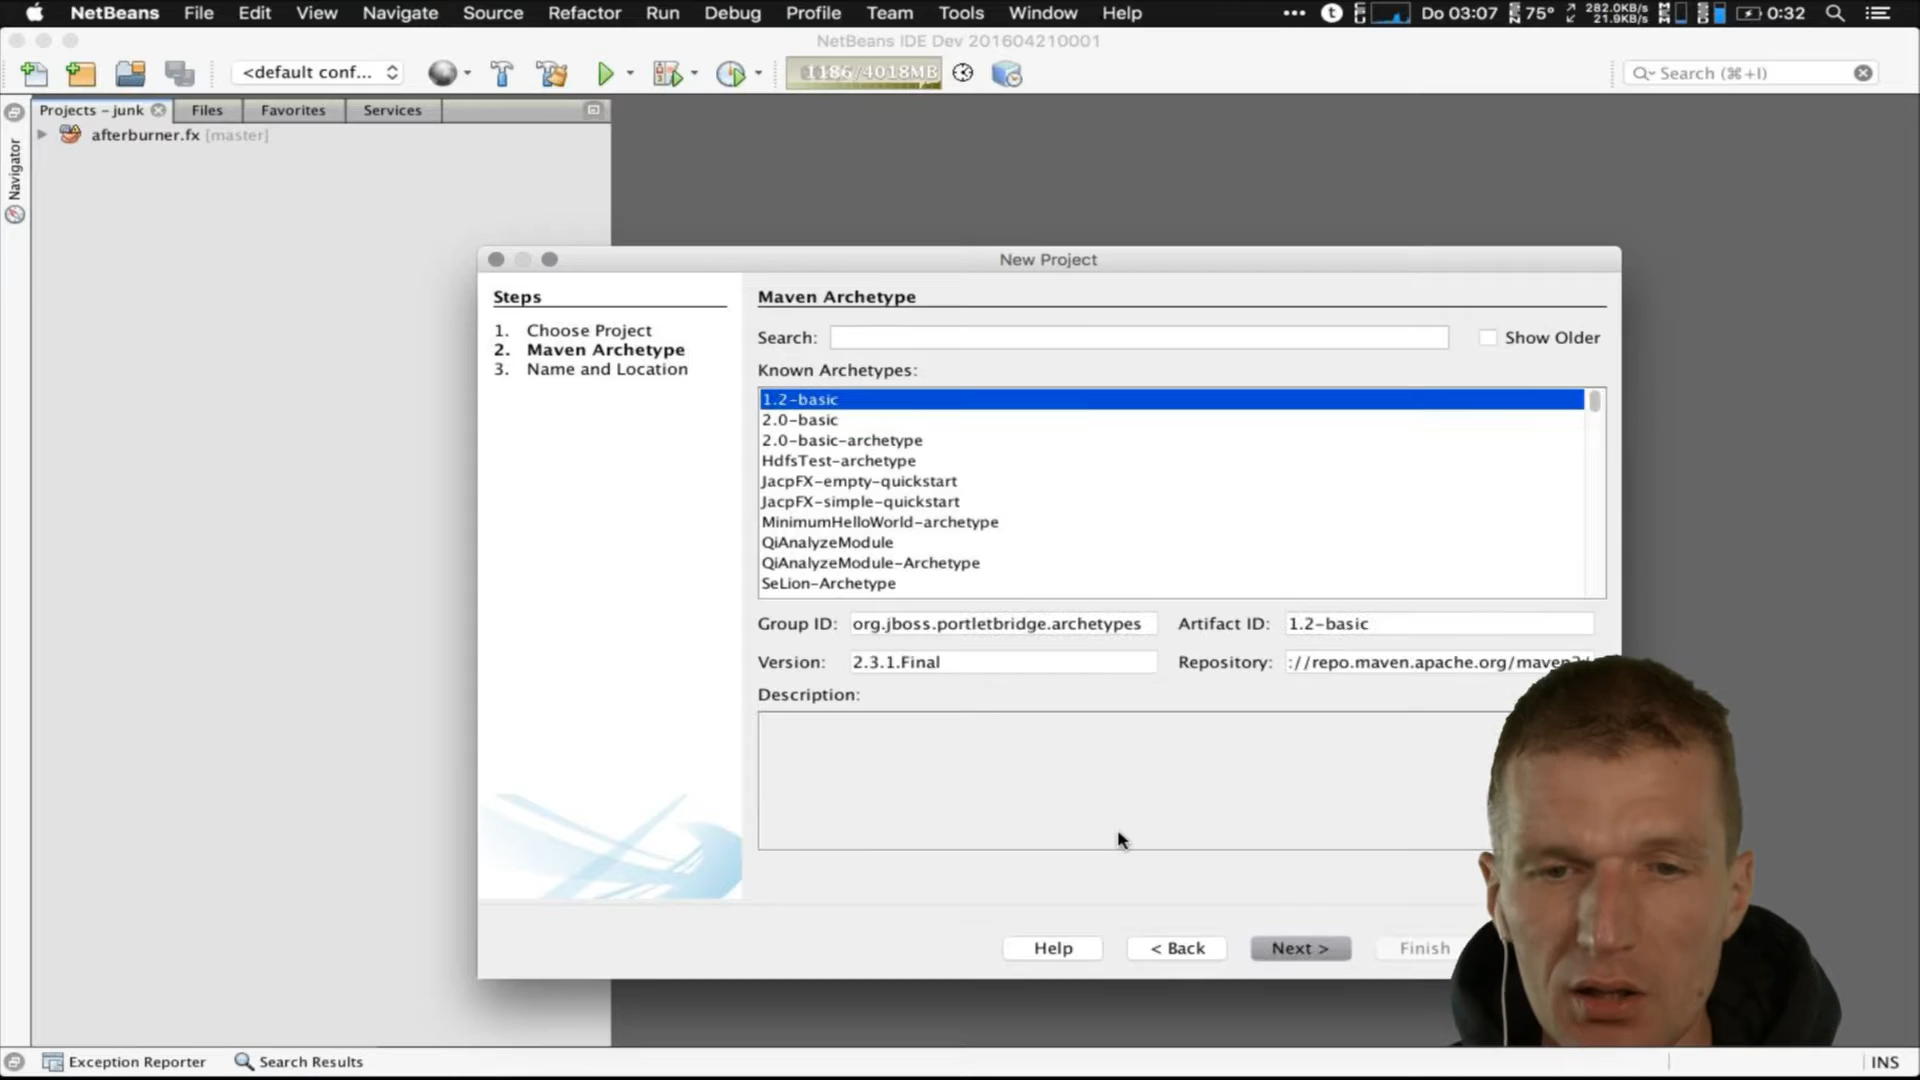 NetBeans File Edit View Navigate Source Refactor Run Debug Profile Team Tools Window Help ••• Do 03:07 75° 282.0KB/s 21.9KB/s 0:32
NetBeans IDE Dev 201604210001
<default conf... 1186/4018MB Search (⌘+I)
Projects – junk Files Favorites Services
afterburner.fx [master]
Navigator
New Project
Steps
1. Choose Project
2. Maven Archetype
3. Name and Location
Maven Archetype
Search: Show Older
Known Archetypes:
1.2-basic
2.0-basic
2.0-basic-archetype
HdfsTest-archetype
JacpFX-empty-quickstart
JacpFX-simple-quickstart
MinimumHelloWorld-archetype
QiAnalyzeModule
QiAnalyzeModule-Archetype
SeLion-Archetype
Group ID: org.jboss.portletbridge.archetypes Artifact ID: 1.2-basic
Version: 2.3.1.Final Repository: ://repo.maven.apache.org/maven2/
Description:
Help < Back Next > Finish
Exception Reporter Search Results INS